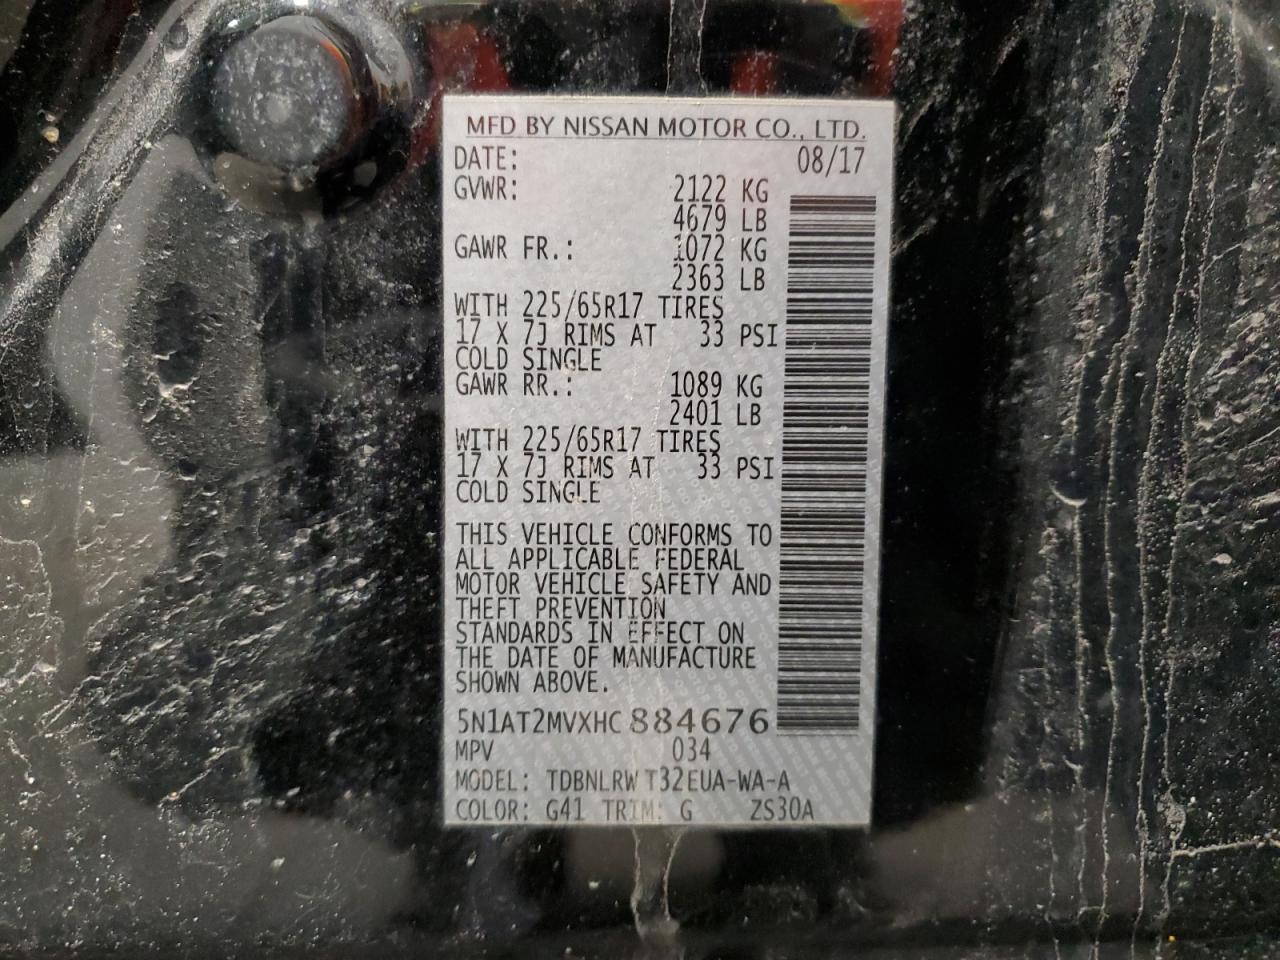 MFD BY NISSAN MOTOR CO., LTD.
DATE: 08/17
GVWR: 2122 KG
4679 LB
GAWR FR.: 1072 KG
2363 LB
WITH 225/65R17 TIRES
17 X 7J RIMS AT 33 PSI
COLD SINGLE
GAWR RR.: 1089 KG
2401 LB
WITH 225/65R17 TIRES
17 X 7J RIMS AT 33 PSI
COLD SINGLE
THIS VEHICLE CONFORMS TO
ALL APPLICABLE FEDERAL
MOTOR VEHICLE SAFETY AND
THEFT PREVENTION
STANDARDS IN EFFECT ON
THE DATE OF MANUFACTURE
SHOWN ABOVE.
5N1AT2MVXHC884676
MPV 034
MODEL: TDBNLRW T32EUA-WA-A
COLOR: G41 TRIM: G ZS30A